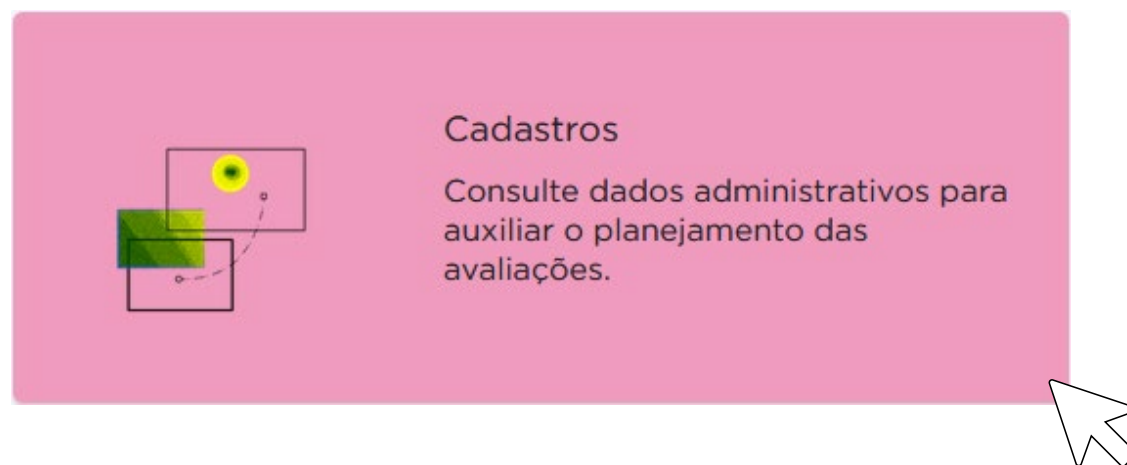 Cadastros
Consulte dados administrativos para
auxiliar o planejamento das
avaliações.